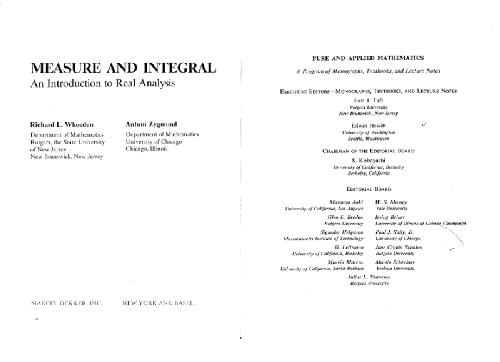 MEASURE AND INTEGRAL
An Introduction to Real Analysis
Richard L. Wheeden
Department of Mathematics
Rutgers, the State University
of New Jersey
New Brunswick, New Jersey
Antoni Zygmund
Department of Mathematics
University of Chicago
Chicago, Illinois
MARCEL DEKKER, INC.
NEW YORK AND BASEL
PURE AND APPLIED MATHEMATICS
A Program of Monographs, Textbooks, and Lecture Notes
EXECUTIVE EDITORS—MONOGRAPHS, TEXTBOOKS, AND LECTURE NOTES
Earl J. Taft
Rutgers University
New Brunswick, New Jersey
Edwin Hewitt
University of Washington
Seattle, Washington
CHAIRMAN OF THE EDITORIAL BOARD
S. Kobayashi
University of California, Berkeley
Berkeley, California
EDITORIAL BOARD
Masanao Aoki
University of California, Los Angeles
Glen E. Bredon
Rutgers University
Sigurdur Helgason
Massachusetts Institute of Technology
G. Leitmann
University of California, Berkeley
Marvin Marcus
University of California, Santa Barbara
W. S. Massey
Yale University
Irving Reiner
University of Illinois at Urbana-Champaign
Paul J. Sally, Jr.
University of Chicago
Jane Cronin Scanlon
Rutgers University
Martin Schechter
Yeshiva University
Julius L. Shaneson
Rutgers University